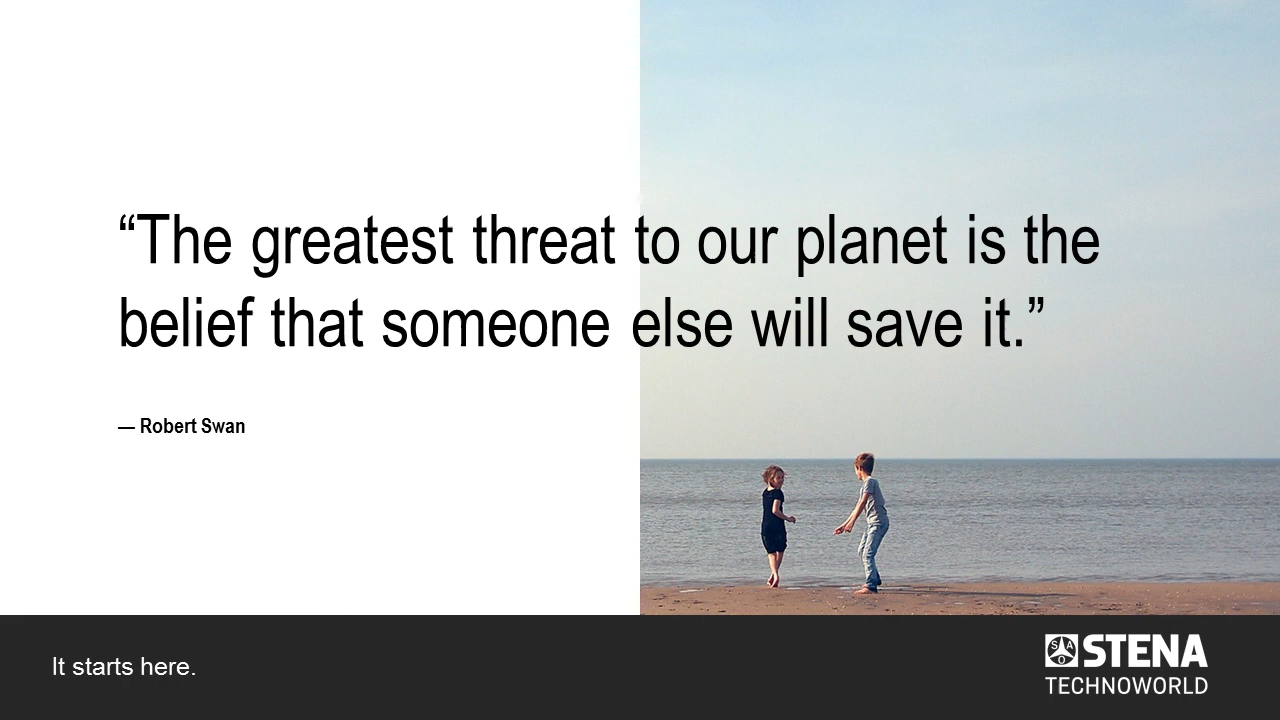 “The greatest threat to our planet is the
belief that someone else will save it.”
— Robert Swan
It starts here.
S A O STENA
TECHNOWORLD